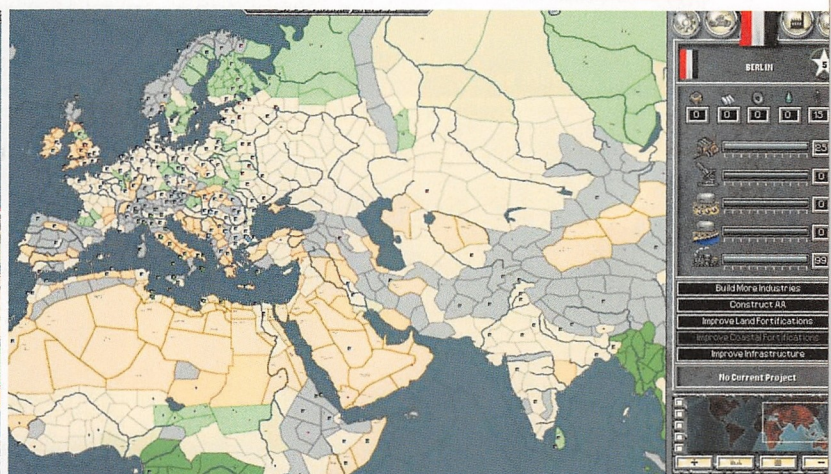 BERLIN
5
0
0
0
0
15
25
0
0
0
99
Build More Industries
Construct AA
Improve Land Fortifications
Improve Coastal Fortifications
Improve Infrastructure
No Current Project